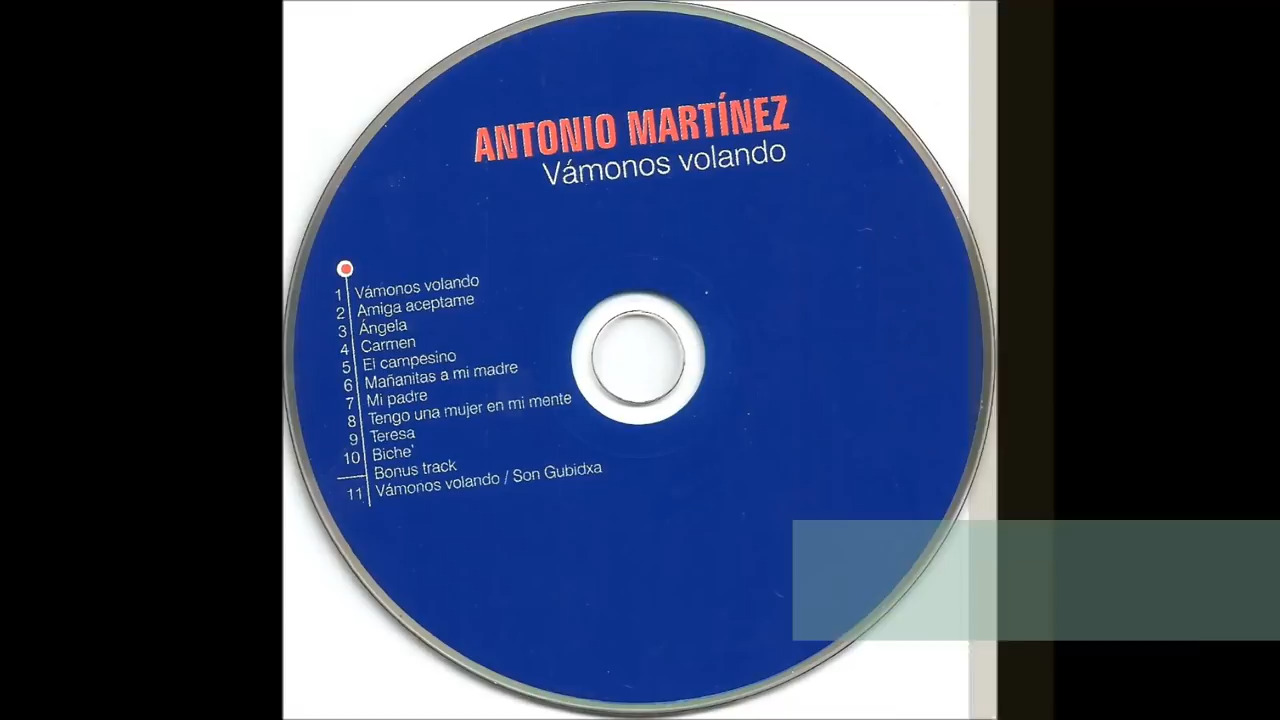 ANTONIO MARTÍNEZ
Vámonos volando
1 Vámonos volando
2 Amiga aceptame
3 Ángela
4 Carmen
5 El campesino
6 Mañanitas a mi madre
7 Mi padre
8 Tengo una mujer en mi mente
9 Teresa
10 Biche'
Bonus track
11 Vámonos volando / Son Gubidxa